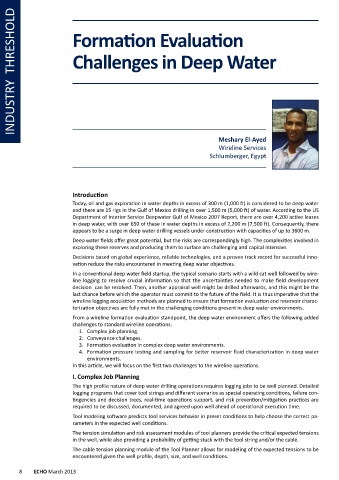 INDUSTRY THRESHOLD
Formation Evaluation
Challenges in Deep Water
Meshary El-Ayed
Wireline Services
Schlumberger, Egypt
Introduction
Today, oil and gas exploration in water depths in excess of 300 m (1,000 ft) is considered to be deep water
and there are 15 rigs in the Gulf of Mexico drilling in over 1,500 m (5,000 ft) of water. According to the US
Department of Interior Service Deepwater Gulf of Mexico 2007 Report, there are over 4,200 active leases
in deep water, with over 650 of these in water depths in excess of 2,200 m (7,500 ft). Consequently, there
appears to be a surge in deep water drilling vessels under construction with capacities of up to 3600 m.
Deep water fields offer great potential, but the risks are correspondingly high. The complexities involved in
exploring these reserves and producing them to surface are challenging and capital intensive.
Decisions based on global experience, reliable technologies, and a proven track record for successful inno-
vation reduce the risks encountered in meeting deep water objectives.
In a conventional deep water field startup, the typical scenario starts with a wild cat well followed by wire-
line logging to resolve crucial information so that the uncertainties needed to make field development
decision can be resolved. Then, another appraisal well might be drilled afterwards, and this might be the
last chance before which the operator must commit to the future of the field. It is thus imperative that the
wireline logging acquisition methods are planned to ensure that formation evaluation and reservoir charac-
terization objectives are fully met in the challenging conditions present in deep water environments.
From a wireline formation evaluation standpoint, the deep water environment offers the following added
challenges to standard wireline operations:
1. Complex job planning.
2. Conveyance challenges.
3. Formation evaluation in complex deep water environments.
4. Formation pressure testing and sampling for better reservoir fluid characterization in deep water
environments.
In this article, we will focus on the first two challenges to the wireline operations.
I. Complex Job Planning
The high profile nature of deep water drilling operations requires logging jobs to be well planned. Detailed
logging programs that cover tool strings and different scenarios as special operating conditions, failure con-
tingencies and decision trees, real-time operations support, and risk prevention/mitigation practices are
required to be discussed, documented, and agreed upon well ahead of operational execution time.
Tool modeling software predicts tool services behavior in preset conditions to help choose the correct pa-
rameters in the expected well conditions.
The tension simulation and risk assessment modules of tool planners provide the critical expected tensions
in the well, while also providing a probability of getting stuck with the tool string and/or the cable.
The cable tension planning module of the Tool Planner allows for modeling of the expected tensions to be
encountered given the well profile, depth, size, and well conditions.
8 ECHO March 2013